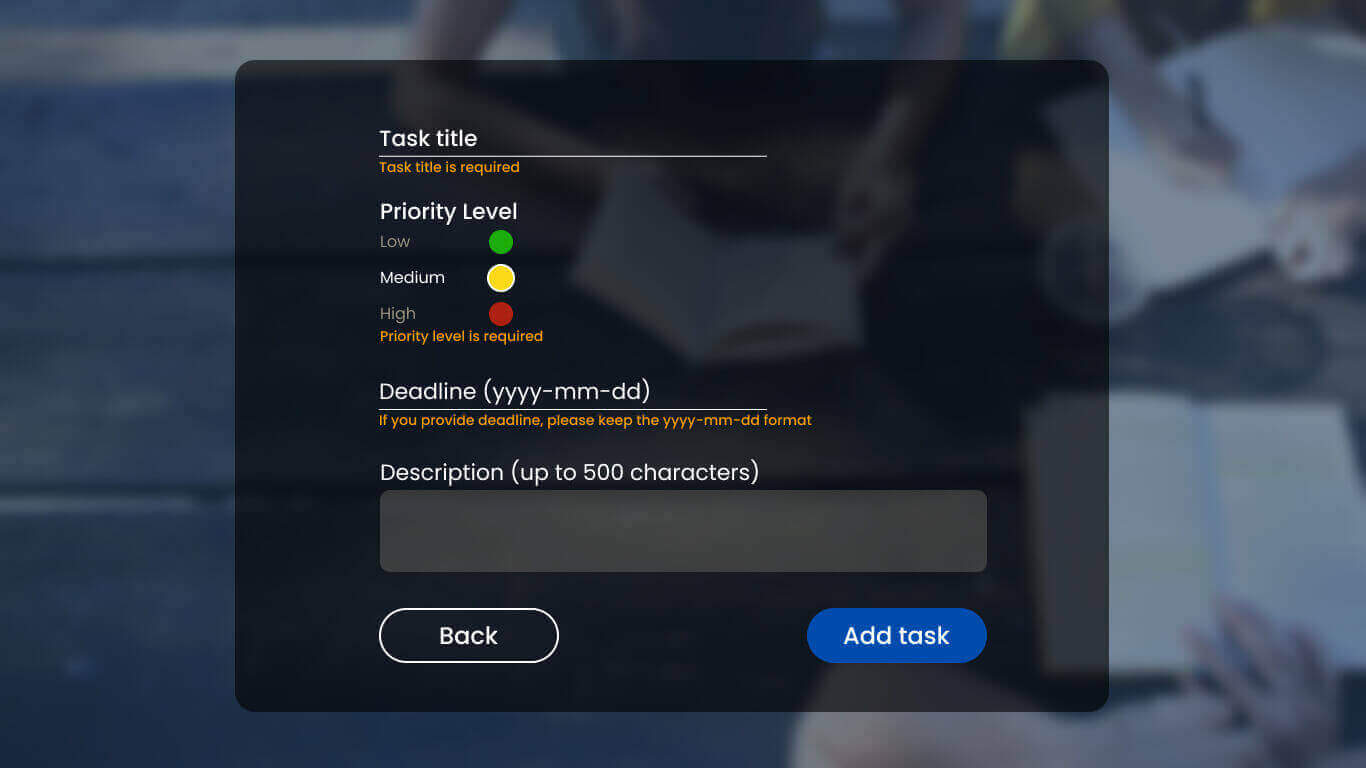 Task title
Task title is required
Priority Level
Low
Medium
High
Priority level is required
Deadline (yyyy-mm-dd)
If you provide deadline, please keep the yyyy-mm-dd format
Description (up to 500 characters)
Back
Add task